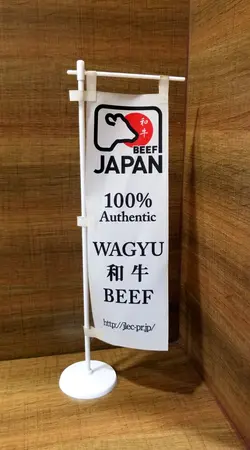 和牛
BEEF
JAPAN
100%
Authentic
WAGYU
和牛
BEEF
http://jlec-pr.jp/